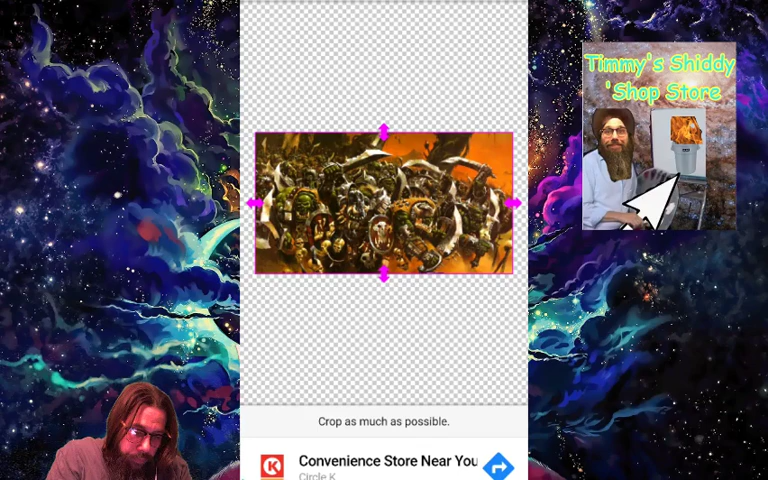 Timmy's Shiddy
'Shop Store
Crop as much as possible.
K
Convenience Store Near You
Circle K